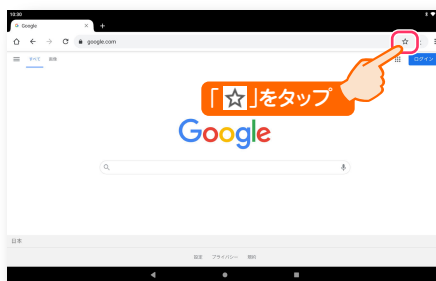 10:30
G Google × +
google.com
すべて 画像
ログイン
「☆」をタップ
Google
日本
設定 プライバシー 規約